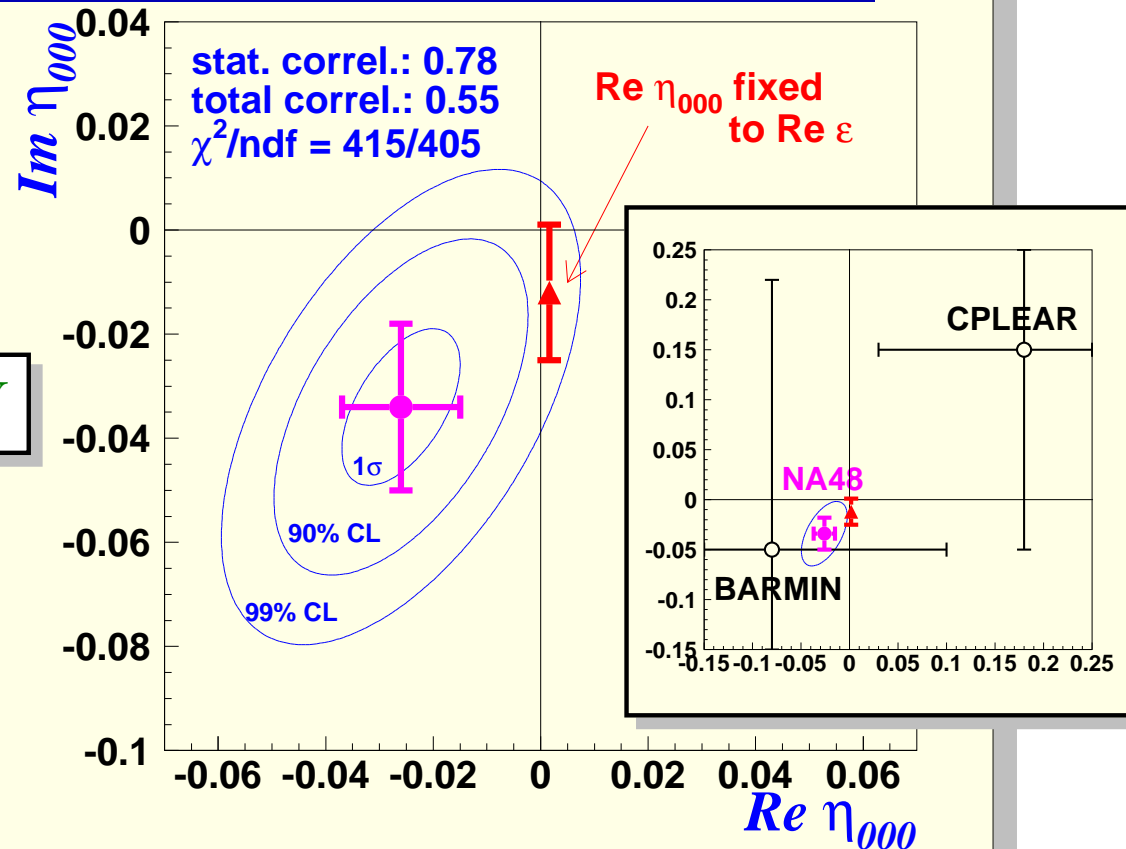 Im η000
0.04
0.02
0
-0.02
-0.04
-0.06
-0.08
-0.1
stat. correl.: 0.78
total correl.: 0.55
χ2/ndf = 415/405
Re η000 fixed
to Re ε
1σ
90% CL
99% CL
-0.06 -0.04 -0.02 0 0.02 0.04 0.06
Re η000
0.25
0.2
0.15
0.1
0.05
0
-0.05
-0.1
-0.15
CPLEAR
NA48
BARMIN
-0.15 -0.1 -0.05 0 0.05 0.1 0.15 0.2 0.25